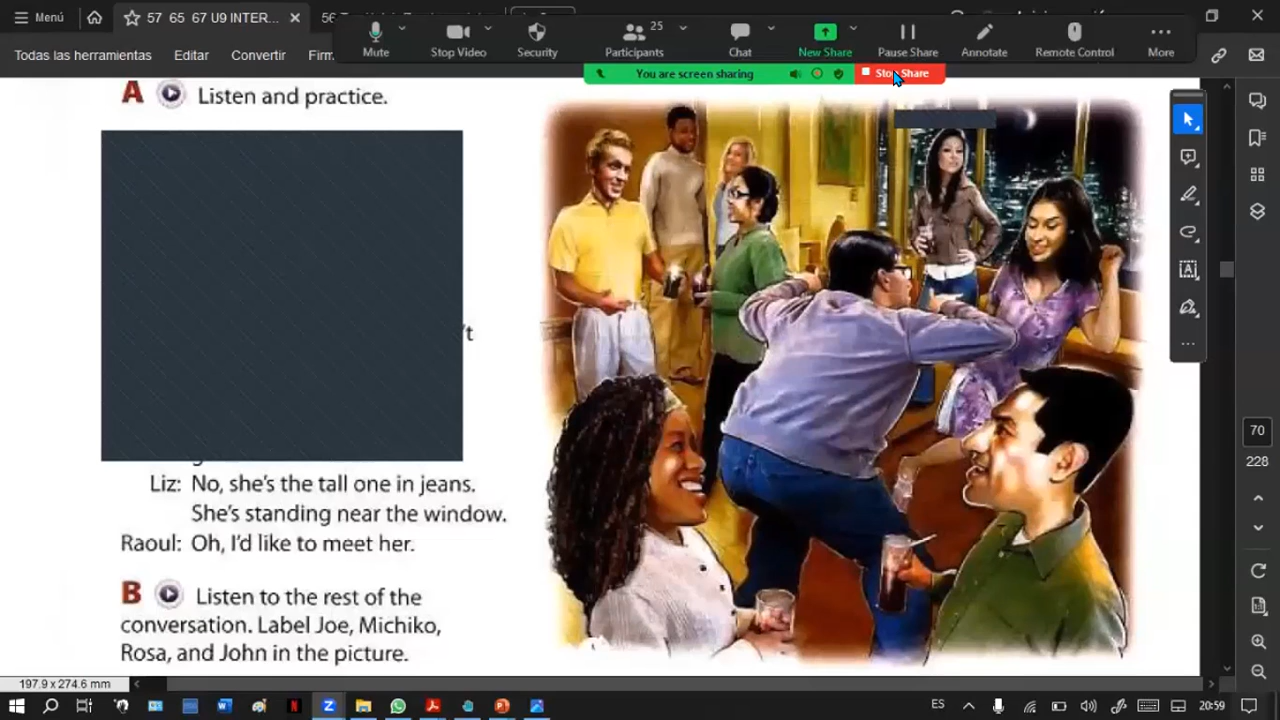 Menú
57 65 67 U9 INTER...
Todas las herramientas
Editar
Convertir
Firm
Mute
Stop Video
Security
25
Participants
Chat
New Share
Pause Share
Annotate
Remote Control
More
You are screen sharing
Stop Share
A Listen and practice.
't
Liz: No, she's the tall one in jeans.
She's standing near the window.
Raoul: Oh, I'd like to meet her.
B Listen to the rest of the
conversation. Label Joe, Michiko,
Rosa, and John in the picture.
70
228
197.9 x 274.6 mm
ES
20:59